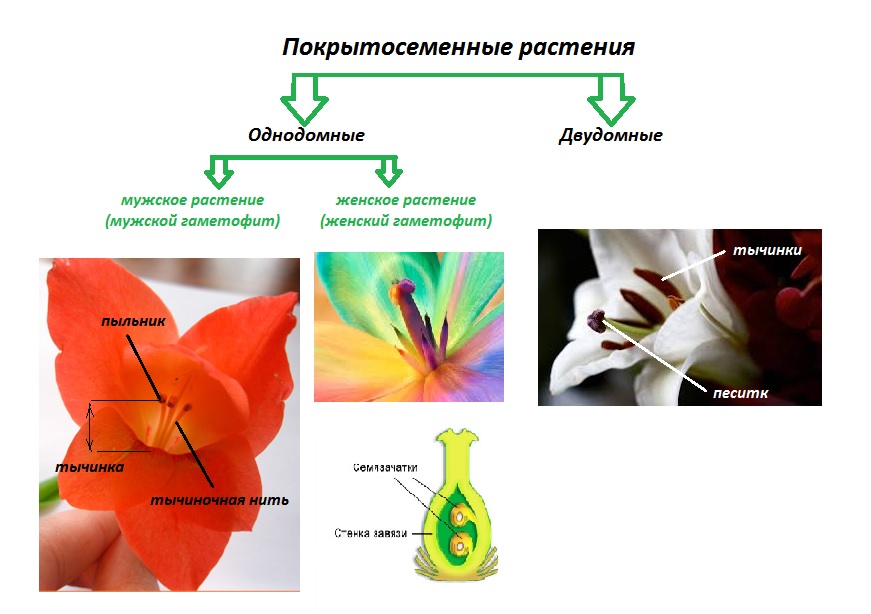 Покрытосеменные растения
Однодомные
Двудомные
мужское растение
(мужской гаметофит)
женское растение
(женский гаметофит)
пыльник
тычинка
тычиночная нить
Семязачатки
Стенка завязи
тычинки
песитк